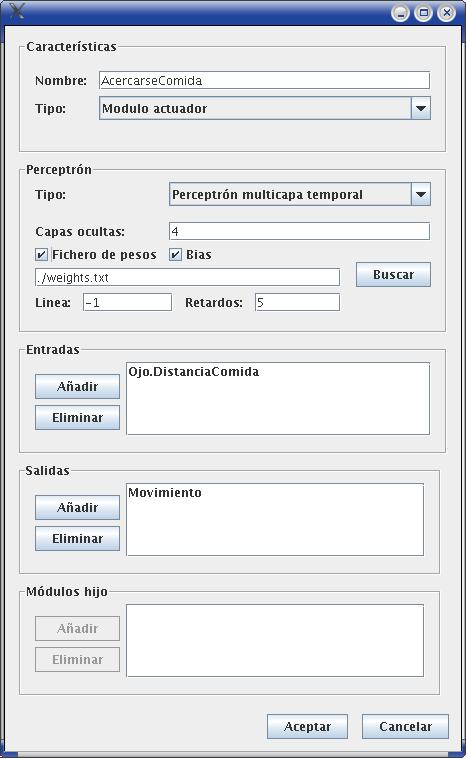 Características
Nombre: AcercarseComida
Tipo: Modulo actuador
Perceptrón
Tipo: Perceptrón multicapa temporal
Capas ocultas: 4
Fichero de pesos Bias
./weights.txt Buscar
Linea: -1 Retardos: 5
Entradas
Añadir
Eliminar
Ojo.DistanciaComida
Salidas
Añadir
Eliminar
Movimiento
Módulos hijo
Añadir
Eliminar
Aceptar Cancelar